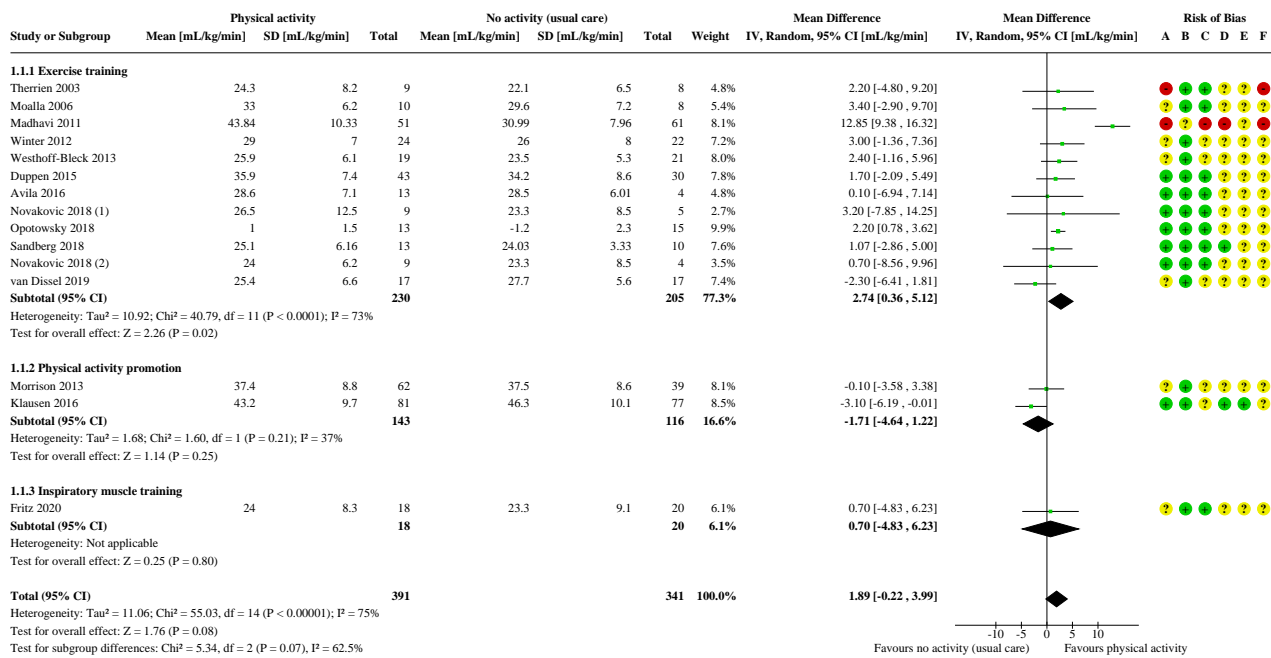 Physical activity No activity (usual care) Mean Difference Mean Difference Risk of Bias
Study or Subgroup Mean [mL/kg/min] SD [mL/kg/min] Total Mean [mL/kg/min] SD [mL/kg/min] Total Weight IV, Random, 95% CI [mL/kg/min] IV, Random, 95% CI [mL/kg/min] A B C D E F
1.1.1 Exercise training
Therrien 2003 24.3 8.2 9 22.1 6.5 8 4.8% 2.20 [-4.80 , 9.20] - + + ? ? -
Moalla 2006 33 6.2 10 29.6 7.2 8 5.4% 3.40 [-2.90 , 9.70] ? + + ? ? ?
Madhavi 2011 43.84 10.33 51 30.99 7.96 61 8.1% 12.85 [9.38 , 16.32] - ? - - ? -
Winter 2012 29 7 24 26 8 22 7.2% 3.00 [-1.36 , 7.36] ? + ? ? ? ?
Westhoff-Bleck 2013 25.9 6.1 19 23.5 5.3 21 8.0% 2.40 [-1.16 , 5.96] ? + ? ? ? ?
Duppen 2015 35.9 7.4 43 34.2 8.6 30 7.8% 1.70 [-2.09 , 5.49] + + + ? ? ?
Avila 2016 28.6 7.1 13 28.5 6.01 4 4.8% 0.10 [-6.94 , 7.14] + + + ? ? ?
Novakovic 2018 (1) 26.5 12.5 9 23.3 8.5 5 2.7% 3.20 [-7.85 , 14.25] + + + ? ? ?
Opotowsky 2018 1 1.5 13 -1.2 2.3 15 9.9% 2.20 [0.78 , 3.62] + + + ? ? ?
Sandberg 2018 25.1 6.16 13 24.03 3.33 10 7.6% 1.07 [-2.86 , 5.00] + + + + ? ?
Novakovic 2018 (2) 24 6.2 9 23.3 8.5 4 3.5% 0.70 [-8.56 , 9.96] + + + ? ? ?
van Dissel 2019 25.4 6.6 17 27.7 5.6 17 7.4% -2.30 [-6.41 , 1.81] ? + ? ? ? ?
Subtotal (95% CI) 230 205 77.3% 2.74 [0.36 , 5.12]
Heterogeneity: Tau² = 10.92; Chi² = 40.79, df = 11 (P < 0.0001); I² = 73%
Test for overall effect: Z = 2.26 (P = 0.02)
1.1.2 Physical activity promotion
Morrison 2013 37.4 8.8 62 37.5 8.6 39 8.1% -0.10 [-3.58 , 3.38] ? + ? ? ? ?
Klausen 2016 43.2 9.7 81 46.3 10.1 77 8.5% -3.10 [-6.19 , -0.01] + + ? + + ?
Subtotal (95% CI) 143 116 16.6% -1.71 [-4.64 , 1.22]
Heterogeneity: Tau² = 1.68; Chi² = 1.60, df = 1 (P = 0.21); I² = 37%
Test for overall effect: Z = 1.14 (P = 0.25)
1.1.3 Inspiratory muscle training
Fritz 2020 24 8.3 18 23.3 9.1 20 6.1% 0.70 [-4.83 , 6.23] ? + + ? ? ?
Subtotal (95% CI) 18 20 6.1% 0.70 [-4.83 , 6.23]
Heterogeneity: Not applicable
Test for overall effect: Z = 0.25 (P = 0.80)
Total (95% CI) 391 341 100.0% 1.89 [-0.22 , 3.99]
Heterogeneity: Tau² = 11.06; Chi² = 55.03, df = 14 (P < 0.00001); I² = 75%
Test for overall effect: Z = 1.76 (P = 0.08) -10 -5 0 5 10
Test for subgroup differences: Chi² = 5.34, df = 2 (P = 0.07), I² = 62.5% Favours no activity (usual care) Favours physical activity